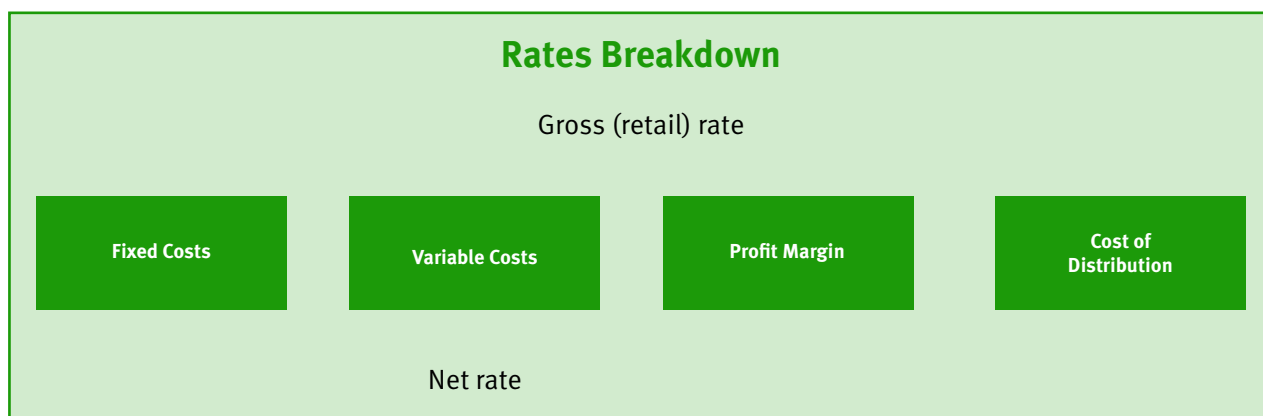 Rates Breakdown
Gross (retail) rate
Fixed Costs
Variable Costs
Profit Margin
Cost of
Distribution
Net rate